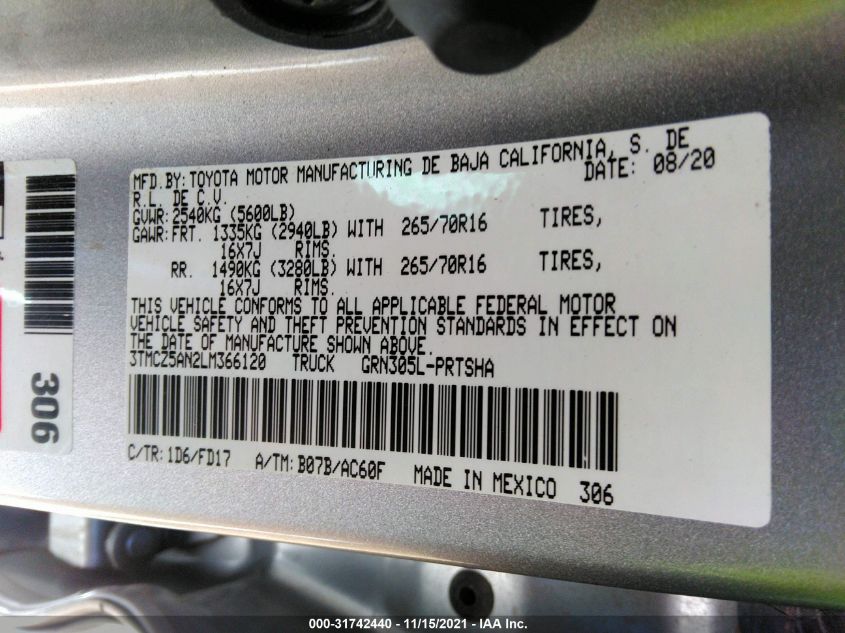 MFD.BY:TOYOTA MOTOR MANUFACTURING DE BAJA CALIFORNIA, S. DE
R.L. DE C.V. DATE: 08/20
GVWR:2540KG (5600LB)
GAWR:FRT. 1335KG (2940LB) WITH 265/70R16 TIRES,
16X7J RIMS.
RR. 1490KG (3280LB) WITH 265/70R16 TIRES,
16X7J RIMS.
THIS VEHICLE CONFORMS TO ALL APPLICABLE FEDERAL MOTOR
VEHICLE SAFETY AND THEFT PREVENTION STANDARDS IN EFFECT ON
THE DATE OF MANUFACTURE SHOWN ABOVE.
3TMCZ5AN2LM366120 TRUCK GRN305L-PRTSHA
C/TR:1D6/FD17 A/TM:B07B/AC60F MADE IN MEXICO 306
306
000-31742440 - 11/15/2021 - IAA Inc.